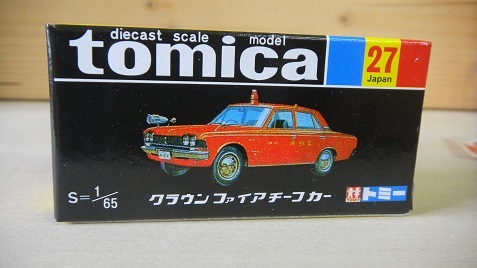 diecast scale model
tomica
27
Japan
S=1/65
クラウン ファイアチーフカー
トミー